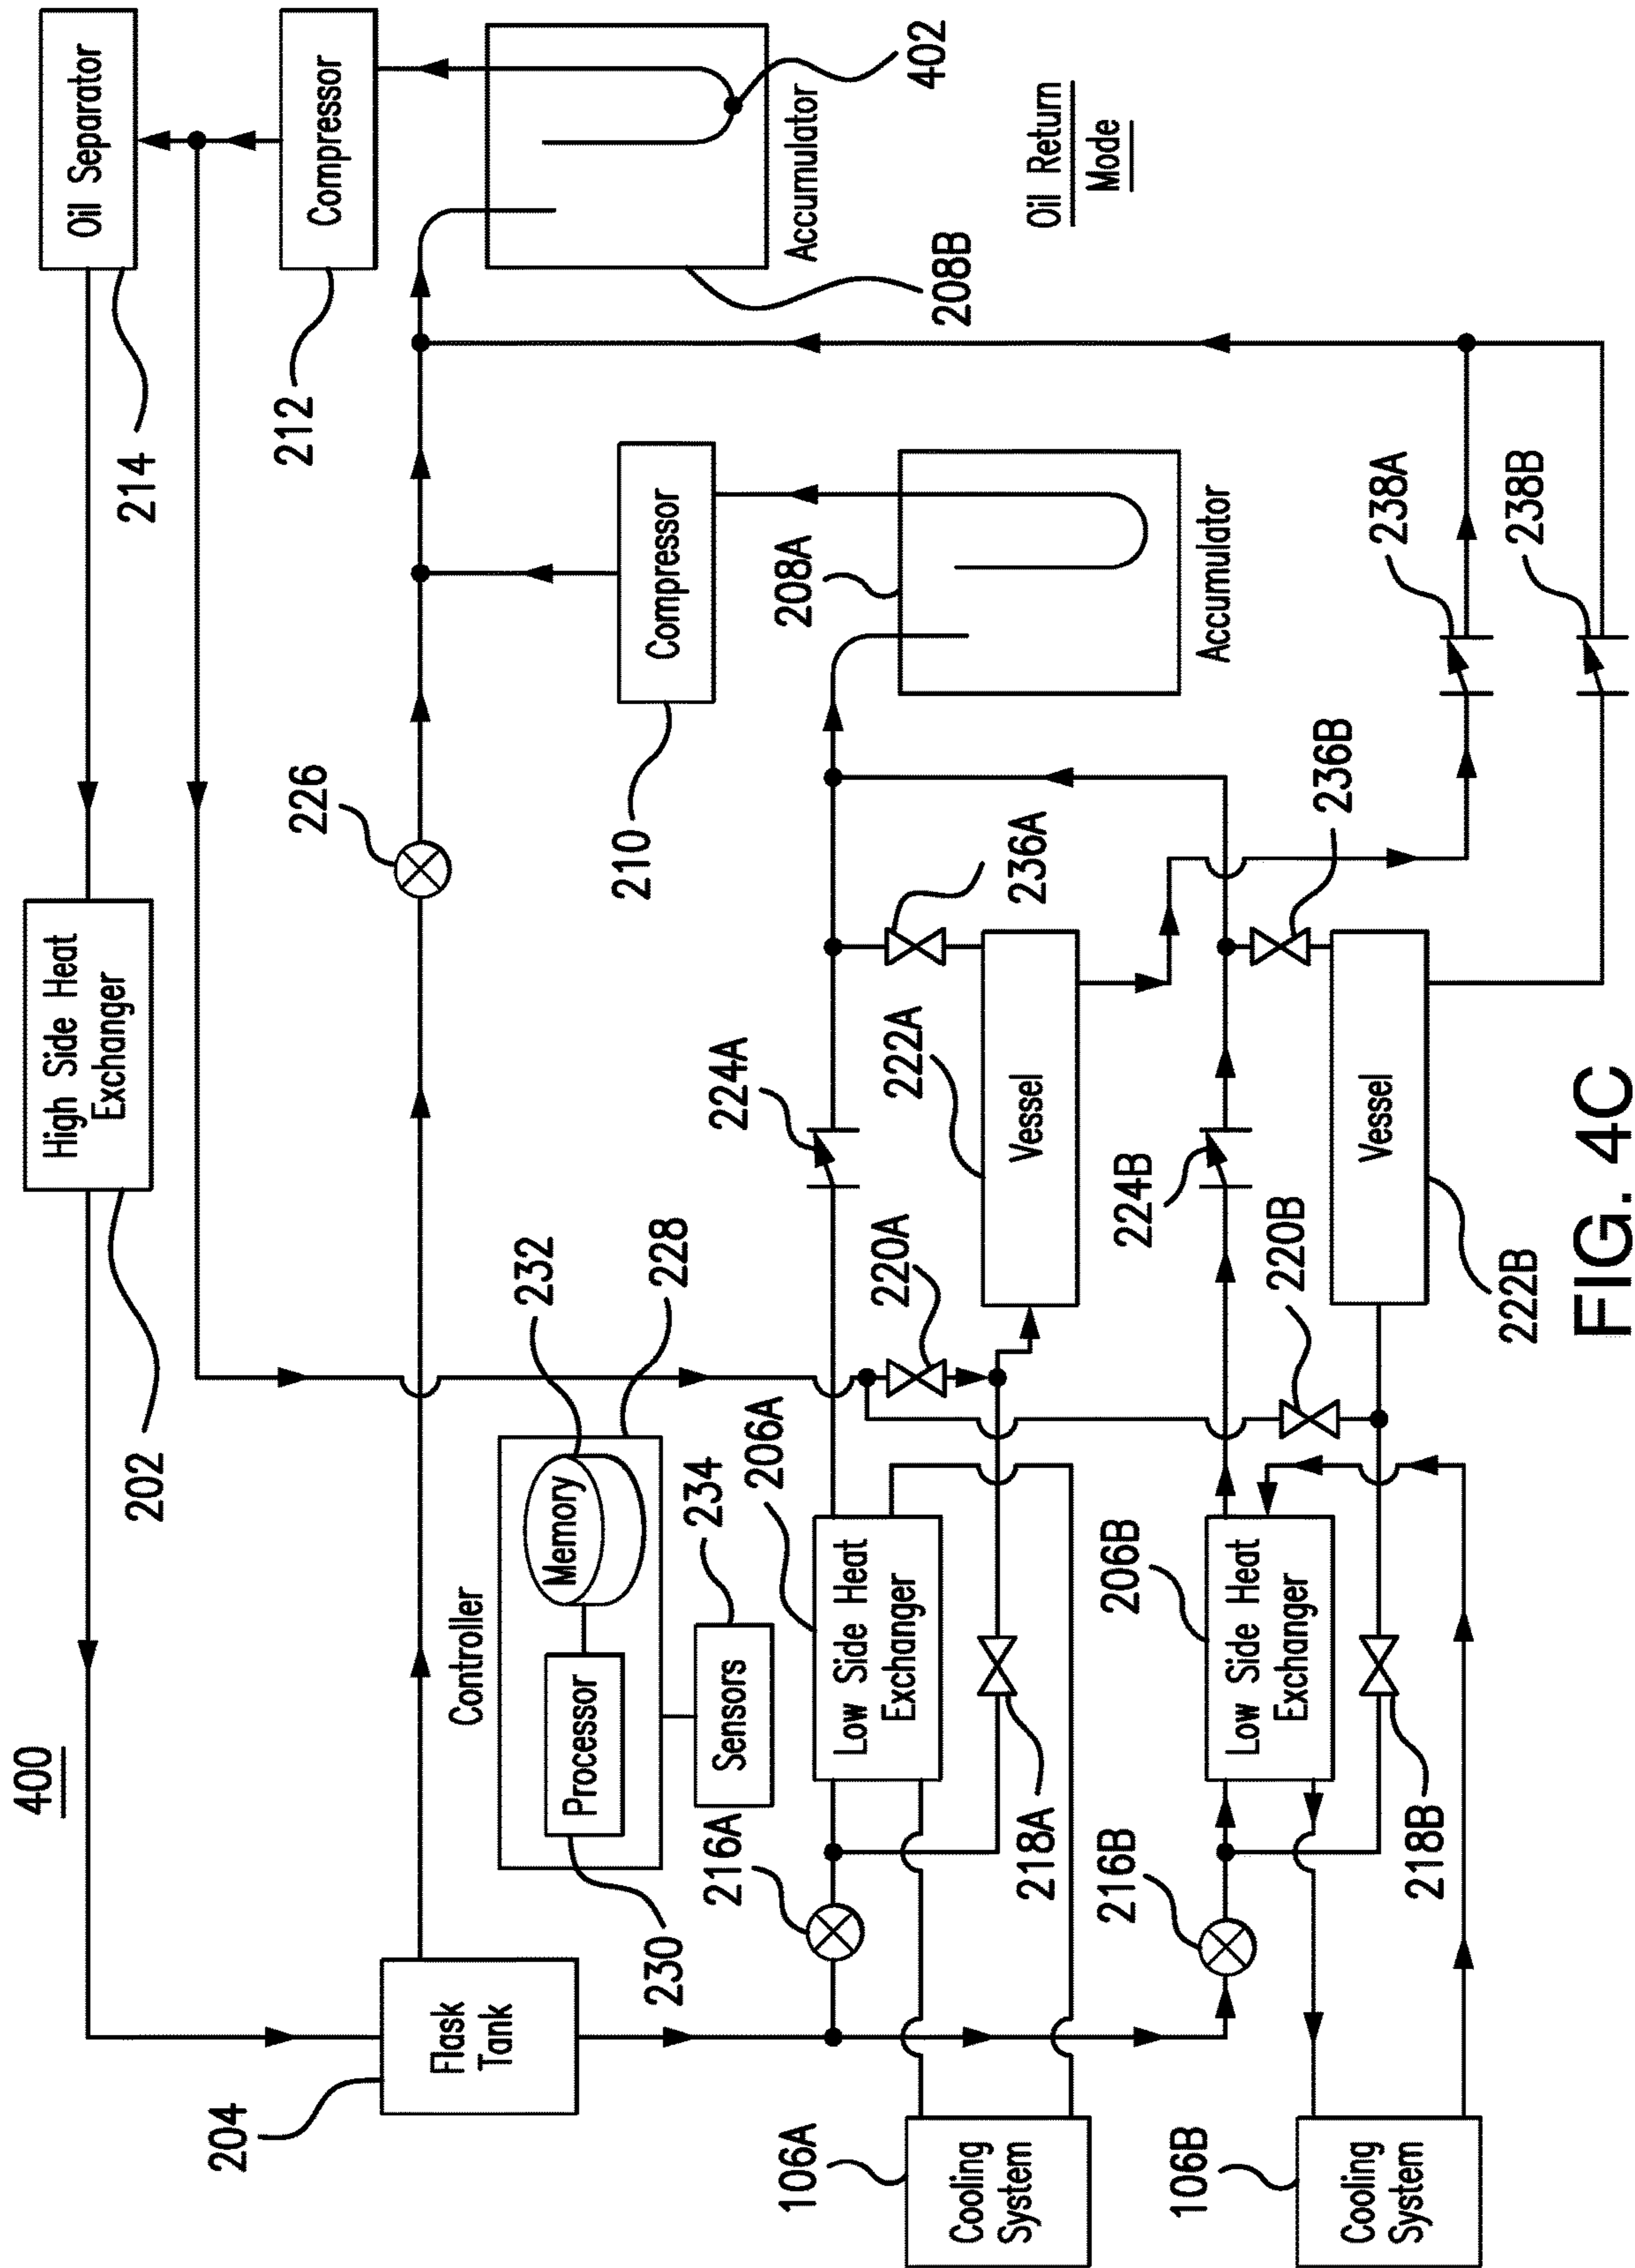 400
202
High Side Heat
Exchanger
214
Oil Separator
212
Compressor
204
Flask
Tank
226
Controller
232
Memory
228
Processor
230
234
Sensors
210
Compressor
208A
Accumulator
208B
Accumulator
402
Oil Return
Mode
216A
206A
Low Side Heat
Exchanger
218A
220A
224A
222A
Vessel
236A
216B
206B
Low Side Heat
Exchanger
218B
220B
224B
222B
Vessel
236B
238A
238B
106A
Cooling
System
106B
Cooling
System
FIG. 4C